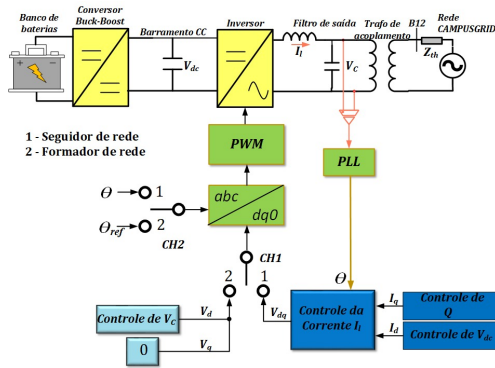 Banco de
baterias
Conversor
Buck-Boost
Barramento CC
Inversor
Filtro de saída
Trafo de
acoplamento
B12
Rede
CAMPUSGRID
V_dc
I_l
V_C
Z_th
1 - Seguidor de rede
2 - Formador de rede
PWM
PLL
abc
dq0
Θ
1
Θ_ref
2
CH2
CH1
2
1
Θ
Controle de V_C
V_d
0
V_q
V_dq
Controle da
Corrente I_l
I_q
Controle de
Q
I_d
Controle de V_dc